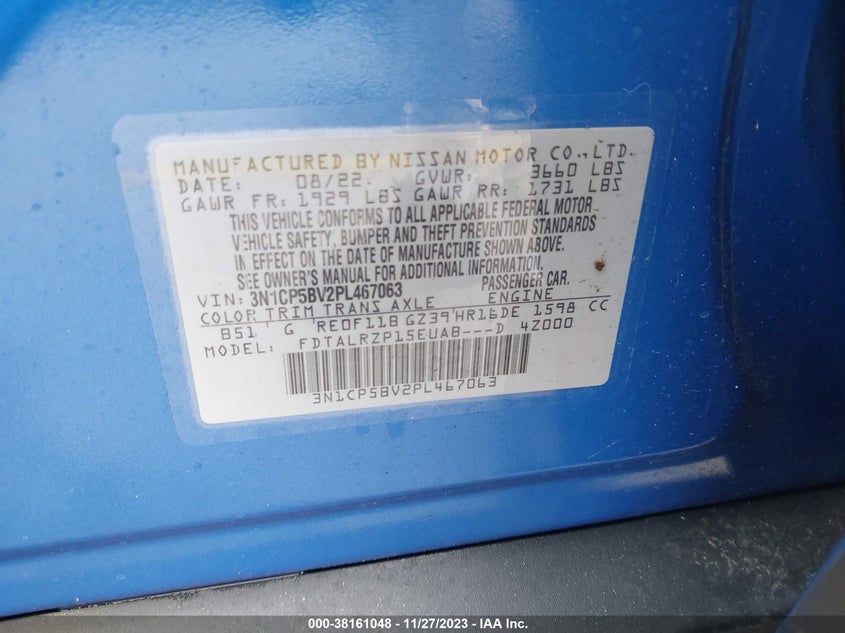 MANUFACTURED BY NISSAN MOTOR CO.,LTD.
DATE: 08/22. GVWR: 3660 LBS
GAWR FR: 1929 LBS GAWR RR: 1731 LBS
THIS VEHICLE CONFORMS TO ALL APPLICABLE FEDERAL MOTOR
VEHICLE SAFETY, BUMPER AND THEFT PREVENTION STANDARDS
IN EFFECT ON THE DATE OF MANUFACTURE SHOWN ABOVE.
SEE OWNER'S MANUAL FOR ADDITIONAL INFORMATION.
VIN: 3N1CP5BV2PL467063 PASSENGER CAR.
COLOR TRIM TRANS AXLE ENGINE
B51 G RE0F11B GZ39 HR16DE 1598 CC
MODEL: FDTALRZP15EUAB---D 4Z000
3N1CP5BV2PL467063
000-38161048 - 11/27/2023 - IAA Inc.